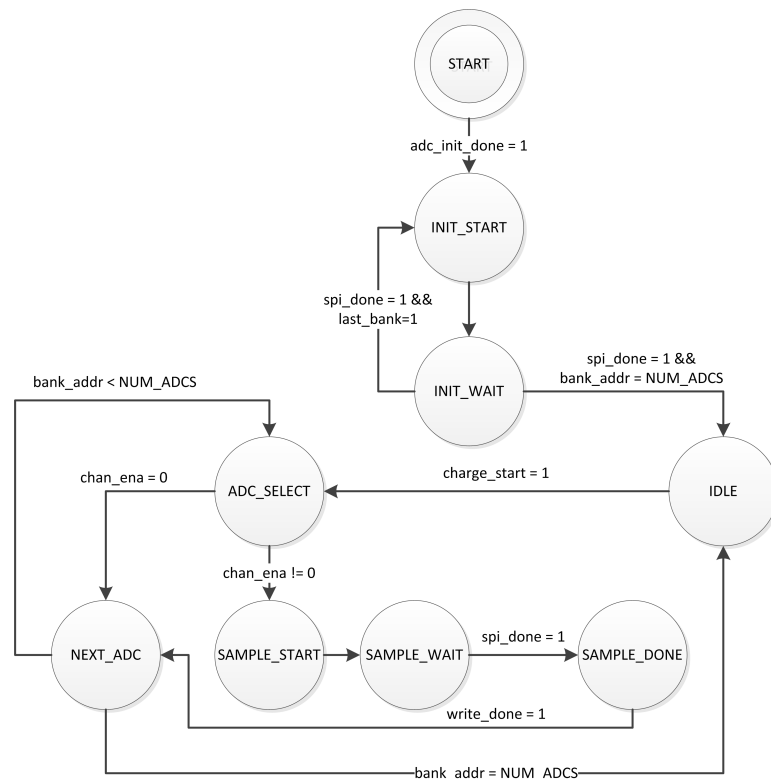 START
adc_init_done = 1
INIT_START
spi_done = 1 &&
last_bank=1
INIT_WAIT
spi_done = 1 &&
bank_addr = NUM_ADCS
bank_addr < NUM_ADCS
chan_ena = 0
ADC_SELECT
charge_start = 1
IDLE
chan_ena != 0
NEXT_ADC
SAMPLE_START
SAMPLE_WAIT
spi_done = 1
SAMPLE_DONE
write_done = 1
bank_addr = NUM_ADCS